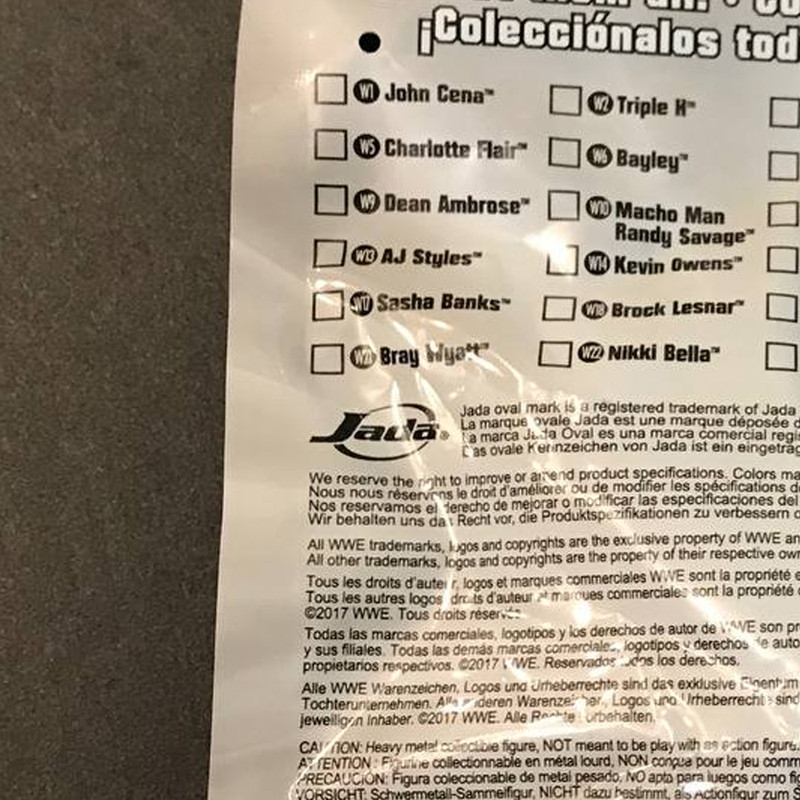 ¡Coleccionálos tod
W1 John Cena™
W2 Triple H™
W5 Charlotte Flair™
W6 Bayley™
W9 Dean Ambrose™
W10 Macho Man
Randy Savage™
W13 AJ Styles™
W14 Kevin Owens™
W17 Sasha Banks™
W18 Brock Lesnar™
W21 Bray Wyatt™
W22 Nikki Bella™
Jada®
Jada oval mark is a registered trademark of Jada
La marque ovale Jada est une marque déposée d
La marca Jada Oval es una marca comercial regi
Das ovale Kennzeichen von Jada ist ein eingetrag
We reserve the right to improve or amend product specifications. Colors ma
Nous nous réservons le droit d'améliorer ou de modifier les spécifications d
Nos reservamos el derecho de mejorar o modificar las especificaciones del
Wir behalten uns das Recht vor, die Produktspezifikationen zu verbessern o
All WWE trademarks, logos and copyrights are the exclusive property of WWE an
All other trademarks, logos and copyrights are the property of their respective own
Tous les droits d'auteur, logos et marques commerciales WWE sont la propriété e
Tous les autres logos, droits d'auteur et marques commerciales sont la propriété
©2017 WWE. Tous droits réservés.
Todas las marcas comerciales, logotipos y los derechos de autor de WWE son pr
y sus filiales. Todas las demás marcas comerciales, logotipos y derechos de auto
propietarios respectivos. ©2017 WWE. Reservados todos los derechos.
Alle WWE Warenzeichen, Logos und Urheberrechte sind das exklusive Eigentum
Tochterunternehmen. Alle anderen Warenzeichen, Logos und Urheberrechte sind
jeweiligen Inhaber. ©2017 WWE. Alle Rechte vorbehalten.
CAUTION: Heavy metal collectible figure, NOT meant to be play with as action figure.
ATTENTION : Figurine collectionnable en métal lourd, NON conçue pour le jeu comm
PRECAUCIÓN: Figura coleccionable de metal pesado, NO apta para juegos como fig
VORSICHT: Schwermetall-Sammelfigur, NICHT dazu bestimmt, als Actionfigur zum S